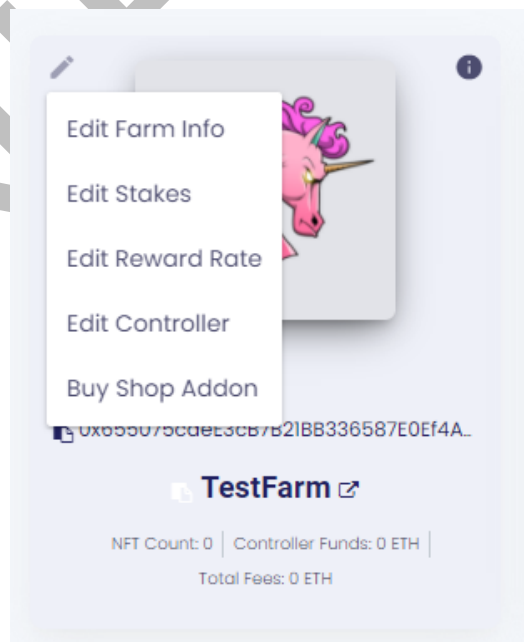 Edit Farm Info
Edit Stakes
Edit Reward Rate
Edit Controller
Buy Shop Addon
TestFarm
NFT Count: 0 | Controller Funds: 0 ETH |
Total Fees: 0 ETH